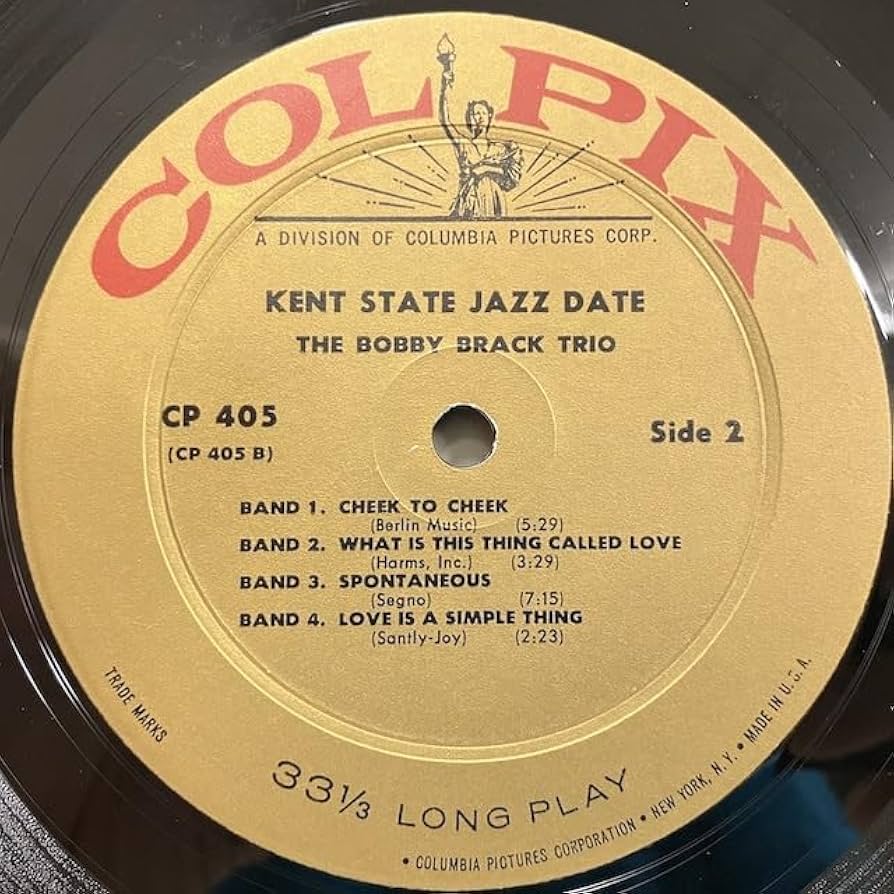 COLPIX
A DIVISION OF COLUMBIA PICTURES CORP.
KENT STATE JAZZ DATE
THE BOBBY BRACK TRIO
CP 405
(CP 405 B)
Side 2
BAND 1. CHEEK TO CHEEK
(Berlin Music) (5:29)
BAND 2. WHAT IS THIS THING CALLED LOVE
(Harms, Inc.) (3:29)
BAND 3. SPONTANEOUS
(Segno) (7:15)
BAND 4. LOVE IS A SIMPLE THING
(Santly-Joy) (2:23)
TRADE MARKS
33⅓ LONG PLAY
• COLUMBIA PICTURES CORPORATION • NEW YORK, N.Y. • MADE IN U.S.A.